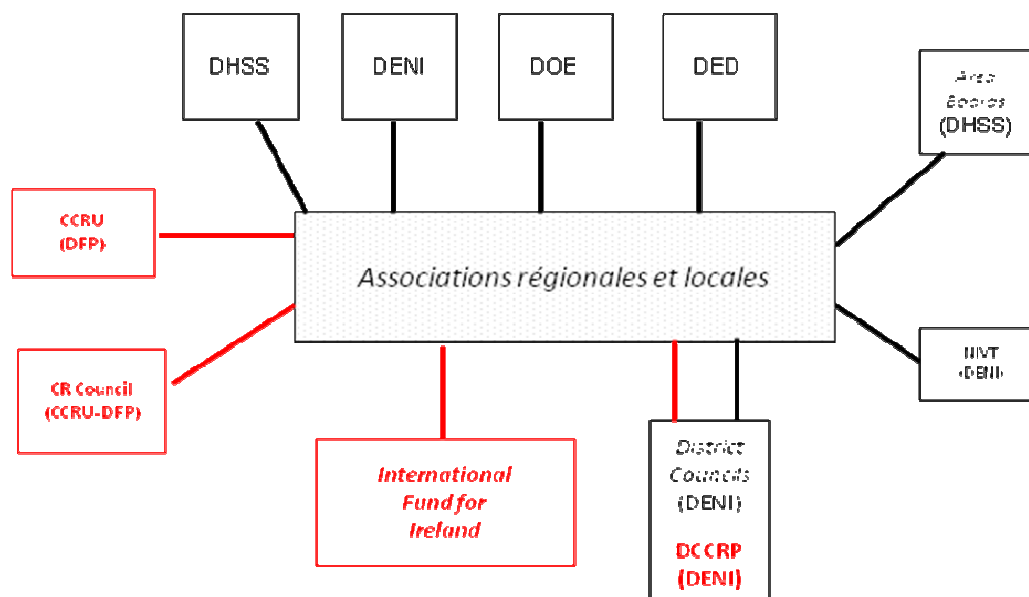 DHSS
DENI
DOE
DED
Area
Boards
(DHSS)
CCRU
(DFP)
Associations régionales et locales
CR Council
(CCRU-DFP)
NIVT
(DENI)
International
Fund for
Ireland
District
Councils
(DENI)
DCCRP
(DENI)